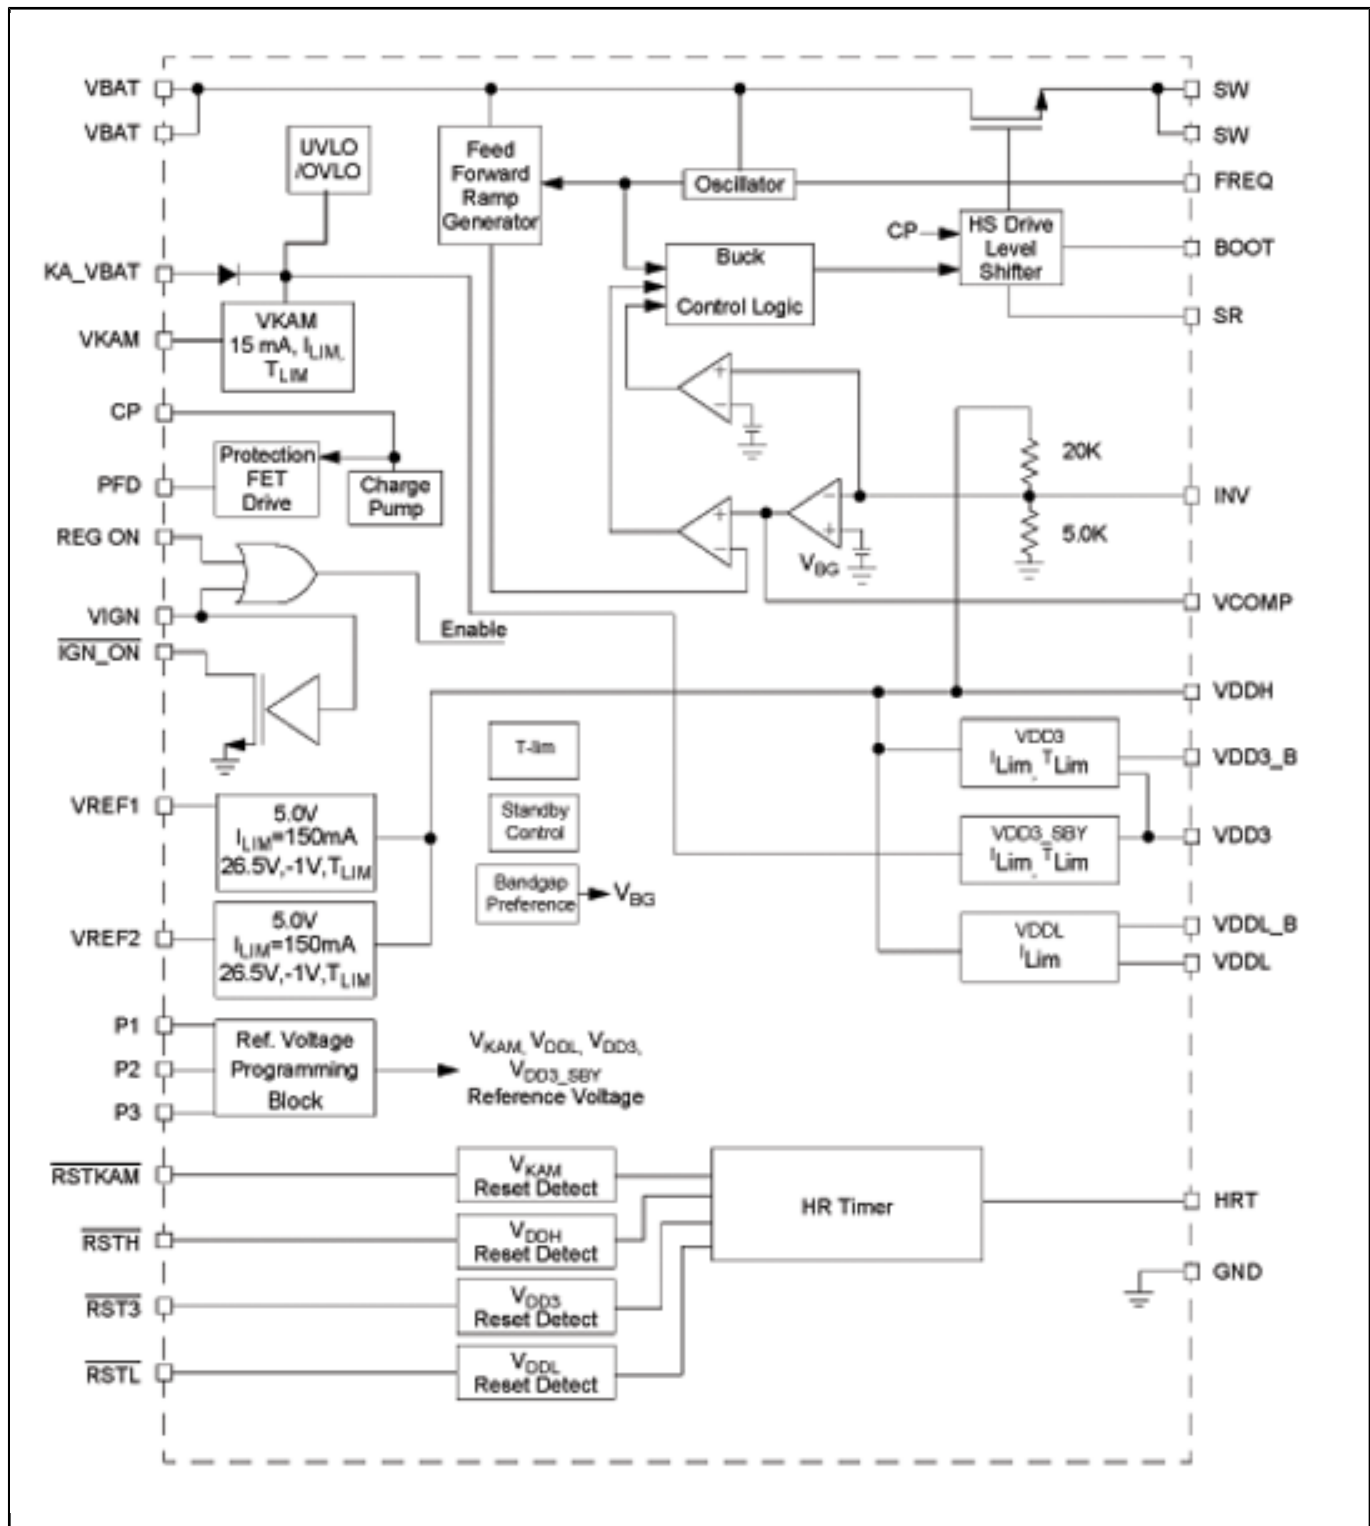 VBAT
VBAT
KA_VBAT
VKAM
CP
PFD
REG ON
VIGN
IGN_ON
VREF1
VREF2
P1
P2
P3
RSTKAM
RSTH
RST3
RSTL
UVLO
/OVLO
VKAM
15 mA, ILIM,
TLIM
Protection
FET
Drive
Charge
Pump
Feed
Forward
Ramp
Generator
Oscillator
Buck
Control Logic
CP
HS Drive
Level
Shifter
20K
5.0K
VBG
Enable
T-lim
Standby
Control
Bandgap
Preference
VBG
5.0V
ILIM=150mA
26.5V,-1V,TLIM
5.0V
ILIM=150mA
26.5V,-1V,TLIM
VDD3
ILim, TLim
VDD3_SBY
ILim, TLim
VDDL
ILim
Ref. Voltage
Programming
Block
VKAM, VDDL, VDD3,
VDD3_SBY
Reference Voltage
VKAM
Reset Detect
VDDH
Reset Detect
VDD3
Reset Detect
VDDL
Reset Detect
HR Timer
SW
SW
FREQ
BOOT
SR
INV
VCOMP
VDDH
VDD3_B
VDD3
VDDL_B
VDDL
HRT
GND